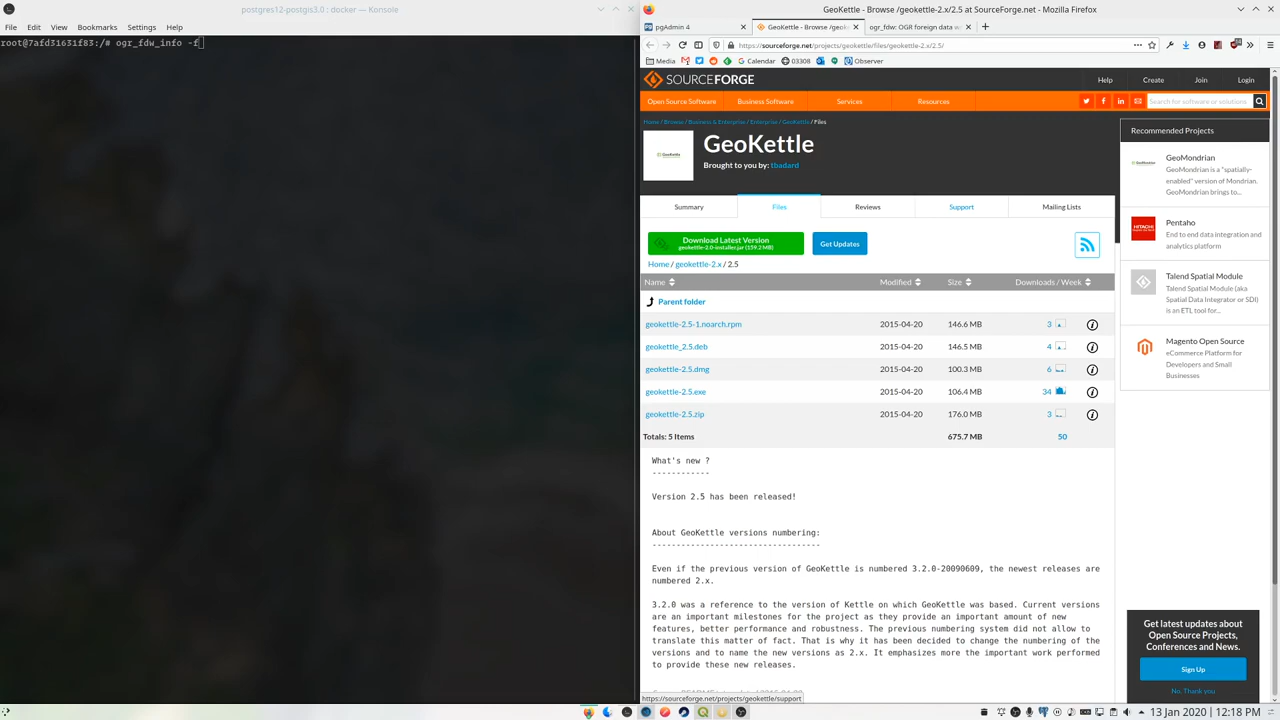 postgres12-postgis3.0 : docker — Konsole
File Edit View Bookmarks Settings Help
GeoKettle - Browse /geokettle-2.x/2.5 at SourceForge.net - Mozilla Firefox
pgAdmin 4
GeoKettle - Browse /geok
ogr_fdw: OGR foreign data w
https://sourceforge.net/projects/geokettle/files/geokettle-2.x/2.5/
Media Calendar 03308 Observer
SOURCEFORGE
Help Create Join Login
Open Source Software Business Software Services Resources
Search for software or solutions
Home / Browse / Business & Enterprise / Enterprise / GeoKettle / Files
GeoKettle
GeoKettle
Brought to you by: tbadard
Summary Files Reviews Support Mailing Lists
Download Latest Version
geokettle-2.0-installer.jar (159.2 MB)
Get Updates
Home / geokettle-2.x / 2.5
Name Modified Size Downloads / Week
Parent folder
geokettle-2.5-1.noarch.rpm 2015-04-20 146.6 MB 3
geokettle_2.5.deb 2015-04-20 146.5 MB 4
geokettle-2.5.dmg 2015-04-20 100.3 MB 6
geokettle-2.5.exe 2015-04-20 106.4 MB 34
geokettle-2.5.zip 2015-04-20 176.0 MB 3
Totals: 5 Items 675.7 MB 50
What's new ?
------------
Version 2.5 has been released!
About GeoKettle versions numbering:
-----------------------------------
Even if the previous version of GeoKettle is numbered 3.2.0-20090609, the newest releases are
numbered 2.x.
3.2.0 was a reference to the version of Kettle on which GeoKettle was based. Current versions
are an important milestones for the project as they provide an important amount of new
features, better performance and robustness. The previous numbering system did not allow to
translate this matter of fact. That is why it has been decided to change the numbering of the
versions and to name the new versions as 2.x. It emphasizes more the important work performed
to provide these new releases.
https://sourceforge.net/projects/geokettle/support
Recommended Projects
GeoMondrian
GeoMondrian is a "spatially-
enabled" version of Mondrian.
GeoMondrian brings to...
Pentaho
HITACHI
End to end data integration and
analytics platform
Talend Spatial Module
Talend Spatial Module (aka
Spatial Data Integrator or SDI)
is an ETL tool for...
Magento Open Source
eCommerce Platform for
Developers and Small
Businesses
Get latest updates about
Open Source Projects,
Conferences and News.
Sign Up
No, Thank you
13 Jan 2020 | 12:18 PM